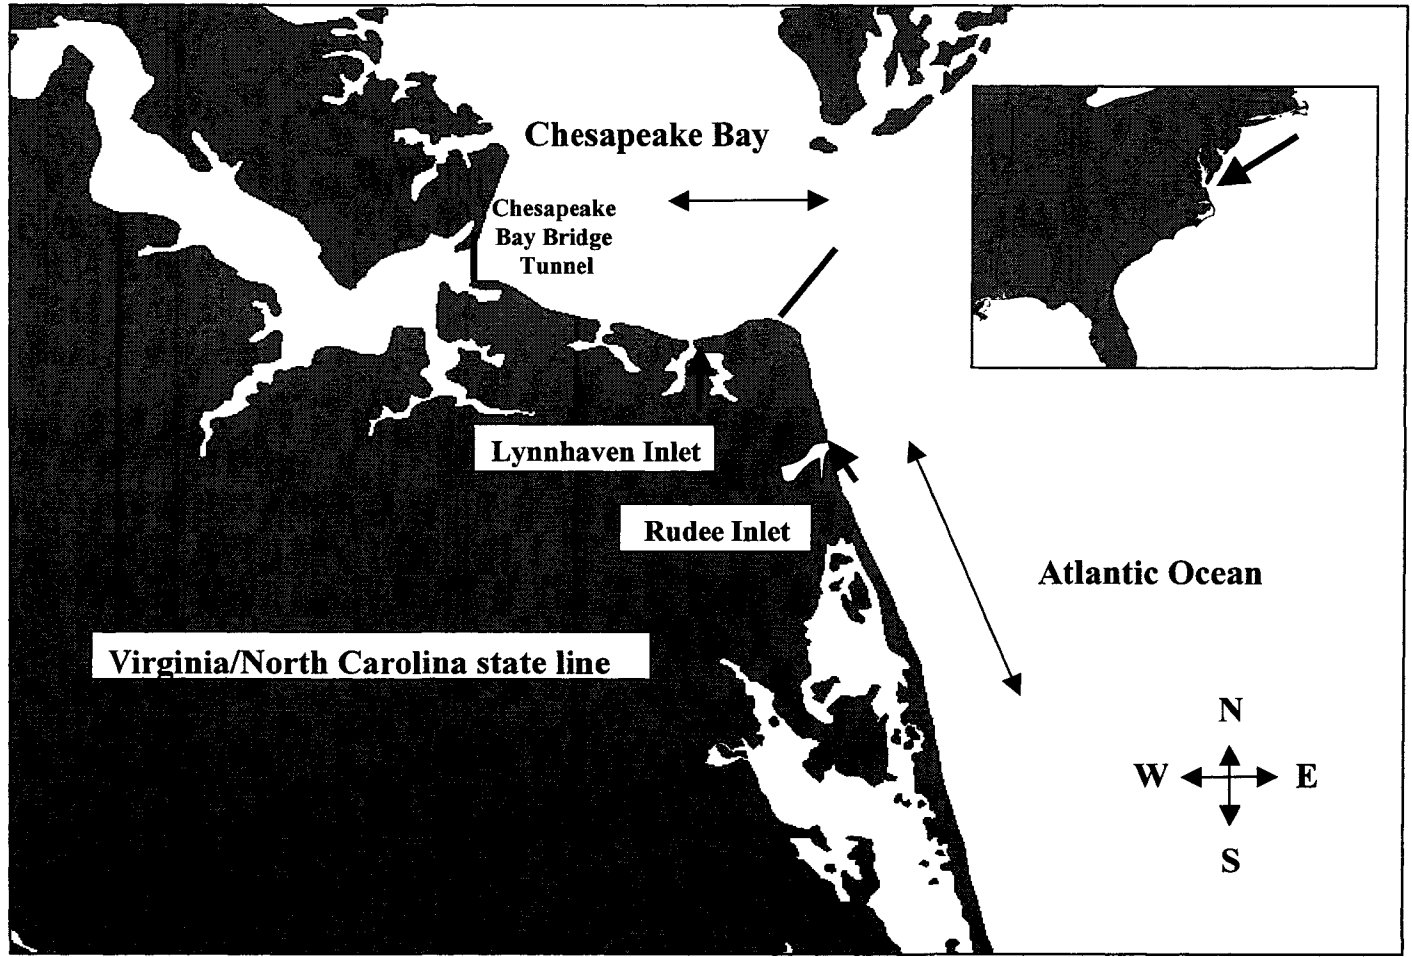 Chesapeake Bay
Chesapeake
Bay Bridge
Tunnel
Lynnhaven Inlet
Rudee Inlet
Atlantic Ocean
Virginia/North Carolina state line
N
W E
S